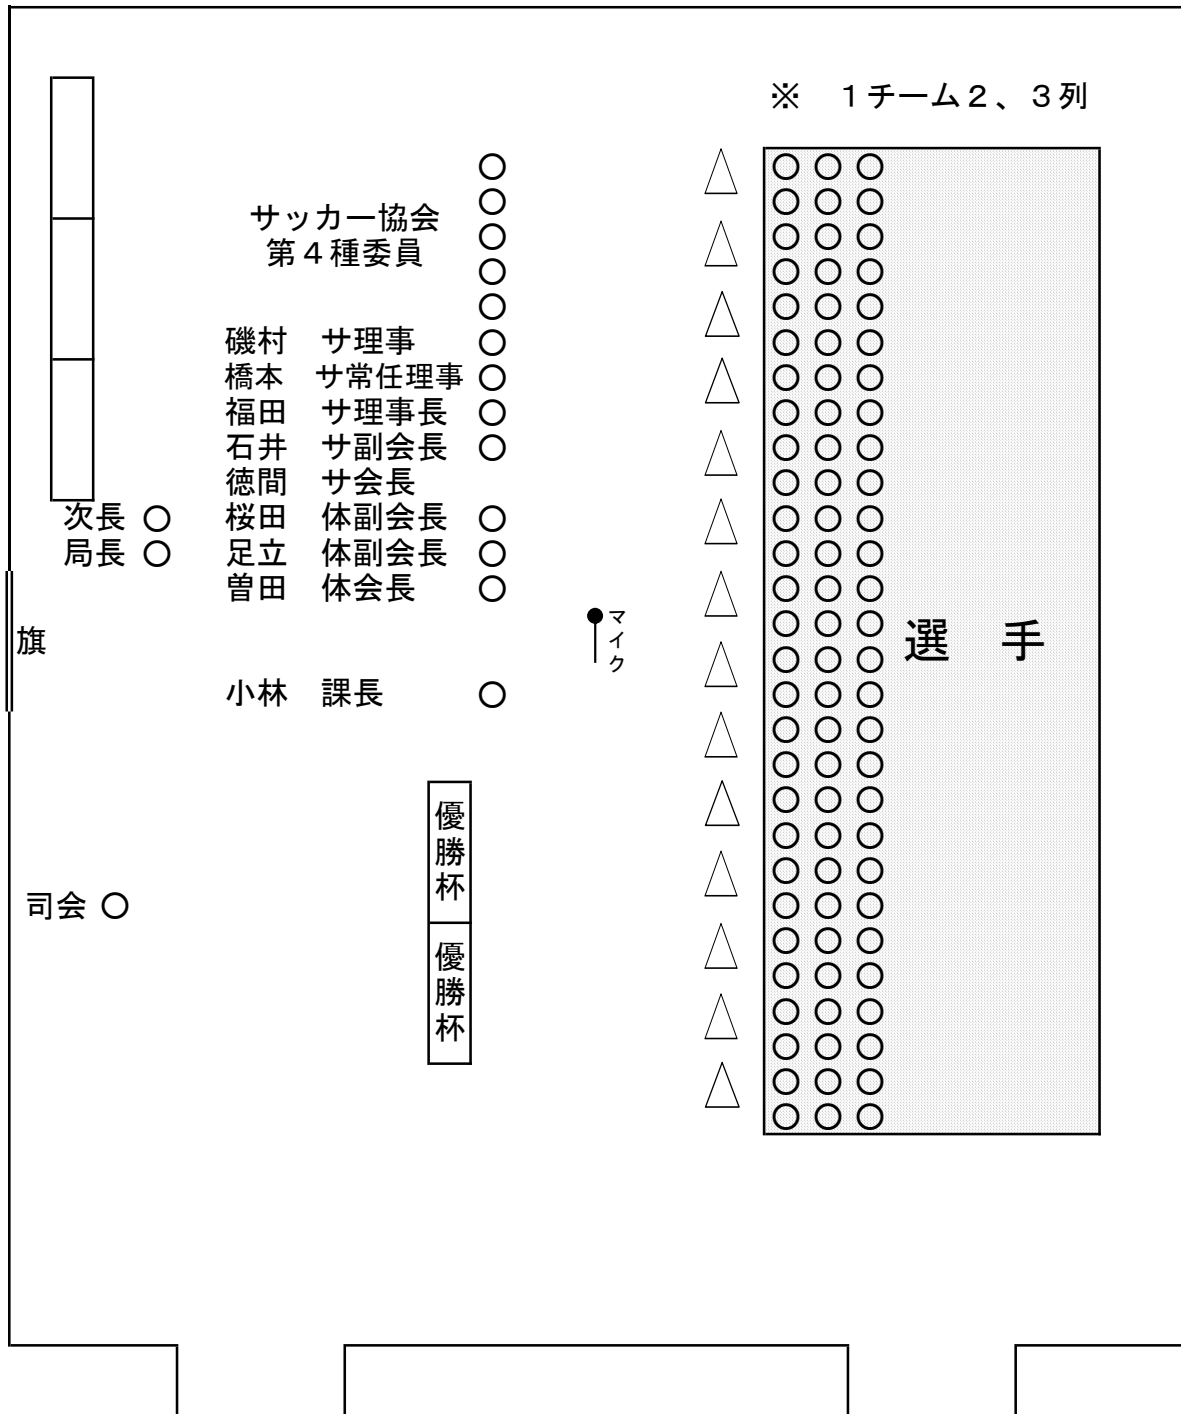 ※　１チーム２、３列
サッカー協会
第４種委員
磯村　サ理事
橋本　サ常任理事
福田　サ理事長
石井　サ副会長
徳間　サ会長
次長
桜田　体副会長
局長
足立　体副会長
曽田　体会長
マイク
旗
選　手
小林　課長
優勝杯
司会
優勝杯